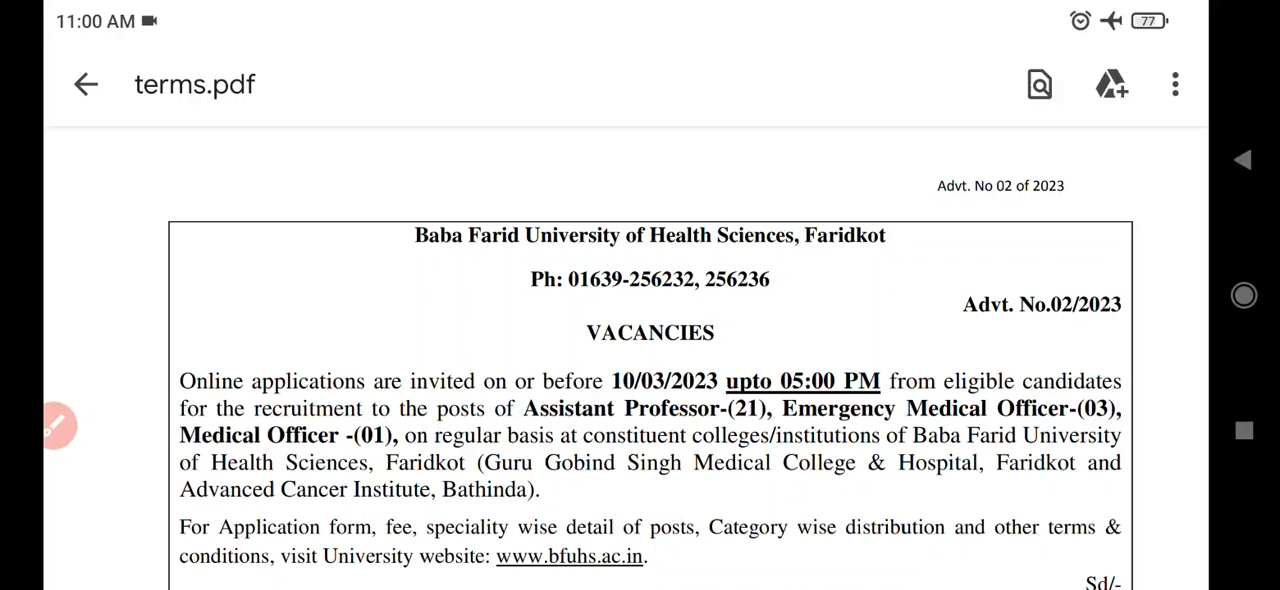 11:00 AM
77
terms.pdf
Advt. No 02 of 2023
Baba Farid University of Health Sciences, Faridkot
Ph: 01639-256232, 256236
Advt. No.02/2023
VACANCIES
Online applications are invited on or before 10/03/2023 upto 05:00 PM from eligible candidates
for the recruitment to the posts of Assistant Professor-(21), Emergency Medical Officer-(03),
Medical Officer -(01), on regular basis at constituent colleges/institutions of Baba Farid University
of Health Sciences, Faridkot (Guru Gobind Singh Medical College & Hospital, Faridkot and
Advanced Cancer Institute, Bathinda).
For Application form, fee, speciality wise detail of posts, Category wise distribution and other terms &
conditions, visit University website: www.bfuhs.ac.in.
Sd/-